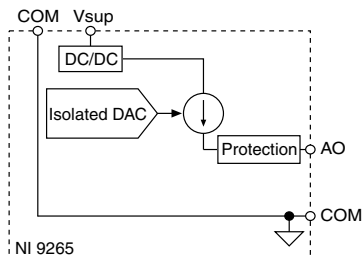 COM Vsup
DC/DC
Isolated DAC
Protection
AO
COM
NI 9265